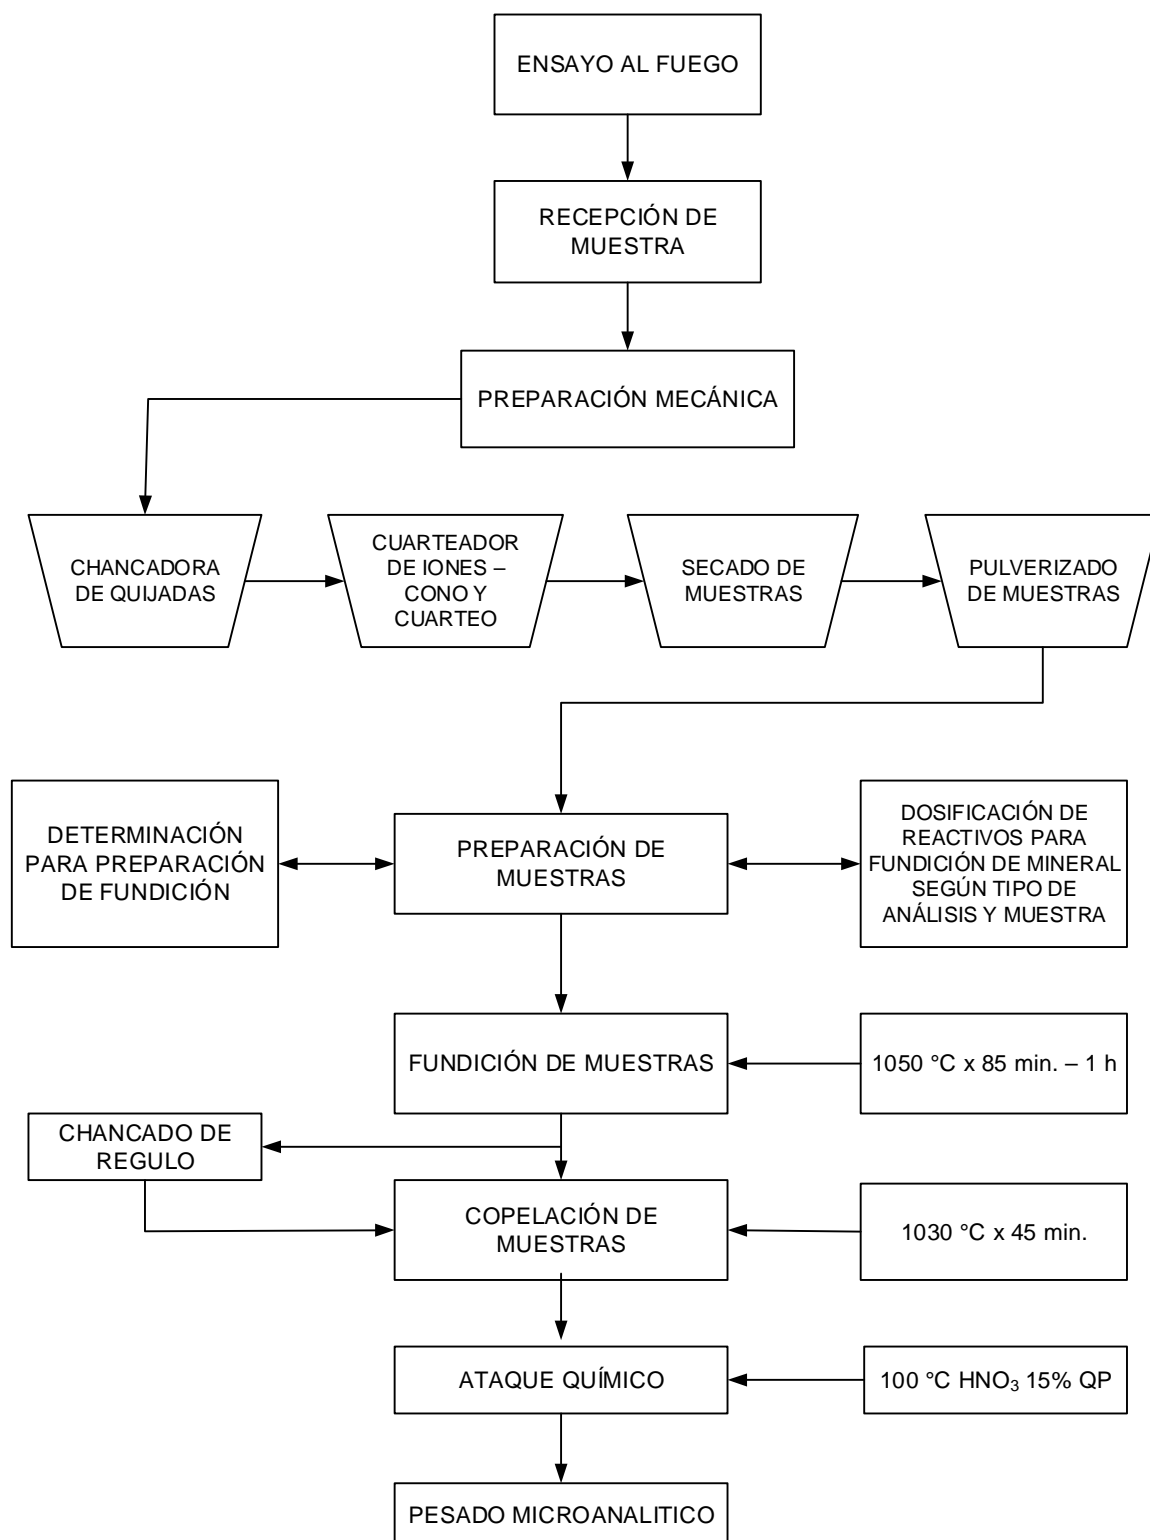 ENSAYO AL FUEGO
RECEPCIÓN DE
MUESTRA
PREPARACIÓN MECÁNICA
CHANCADORA
DE QUIJADAS
CUARTEADOR
DE IONES –
CONO Y
CUARTEO
SECADO DE
MUESTRAS
PULVERIZADO
DE MUESTRAS
DETERMINACIÓN
PARA PREPARACIÓN
DE FUNDICIÓN
PREPARACIÓN DE
MUESTRAS
DOSIFICACIÓN DE
REACTIVOS PARA
FUNDICIÓN DE MINERAL
SEGÚN TIPO DE
ANÁLISIS Y MUESTRA
FUNDICIÓN DE MUESTRAS
1050 °C x 85 min. – 1 h
CHANCADO DE
REGULO
COPELACIÓN DE
MUESTRAS
1030 °C x 45 min.
ATAQUE QUÍMICO
100 °C HNO₃ 15% QP
PESADO MICROANALITICO